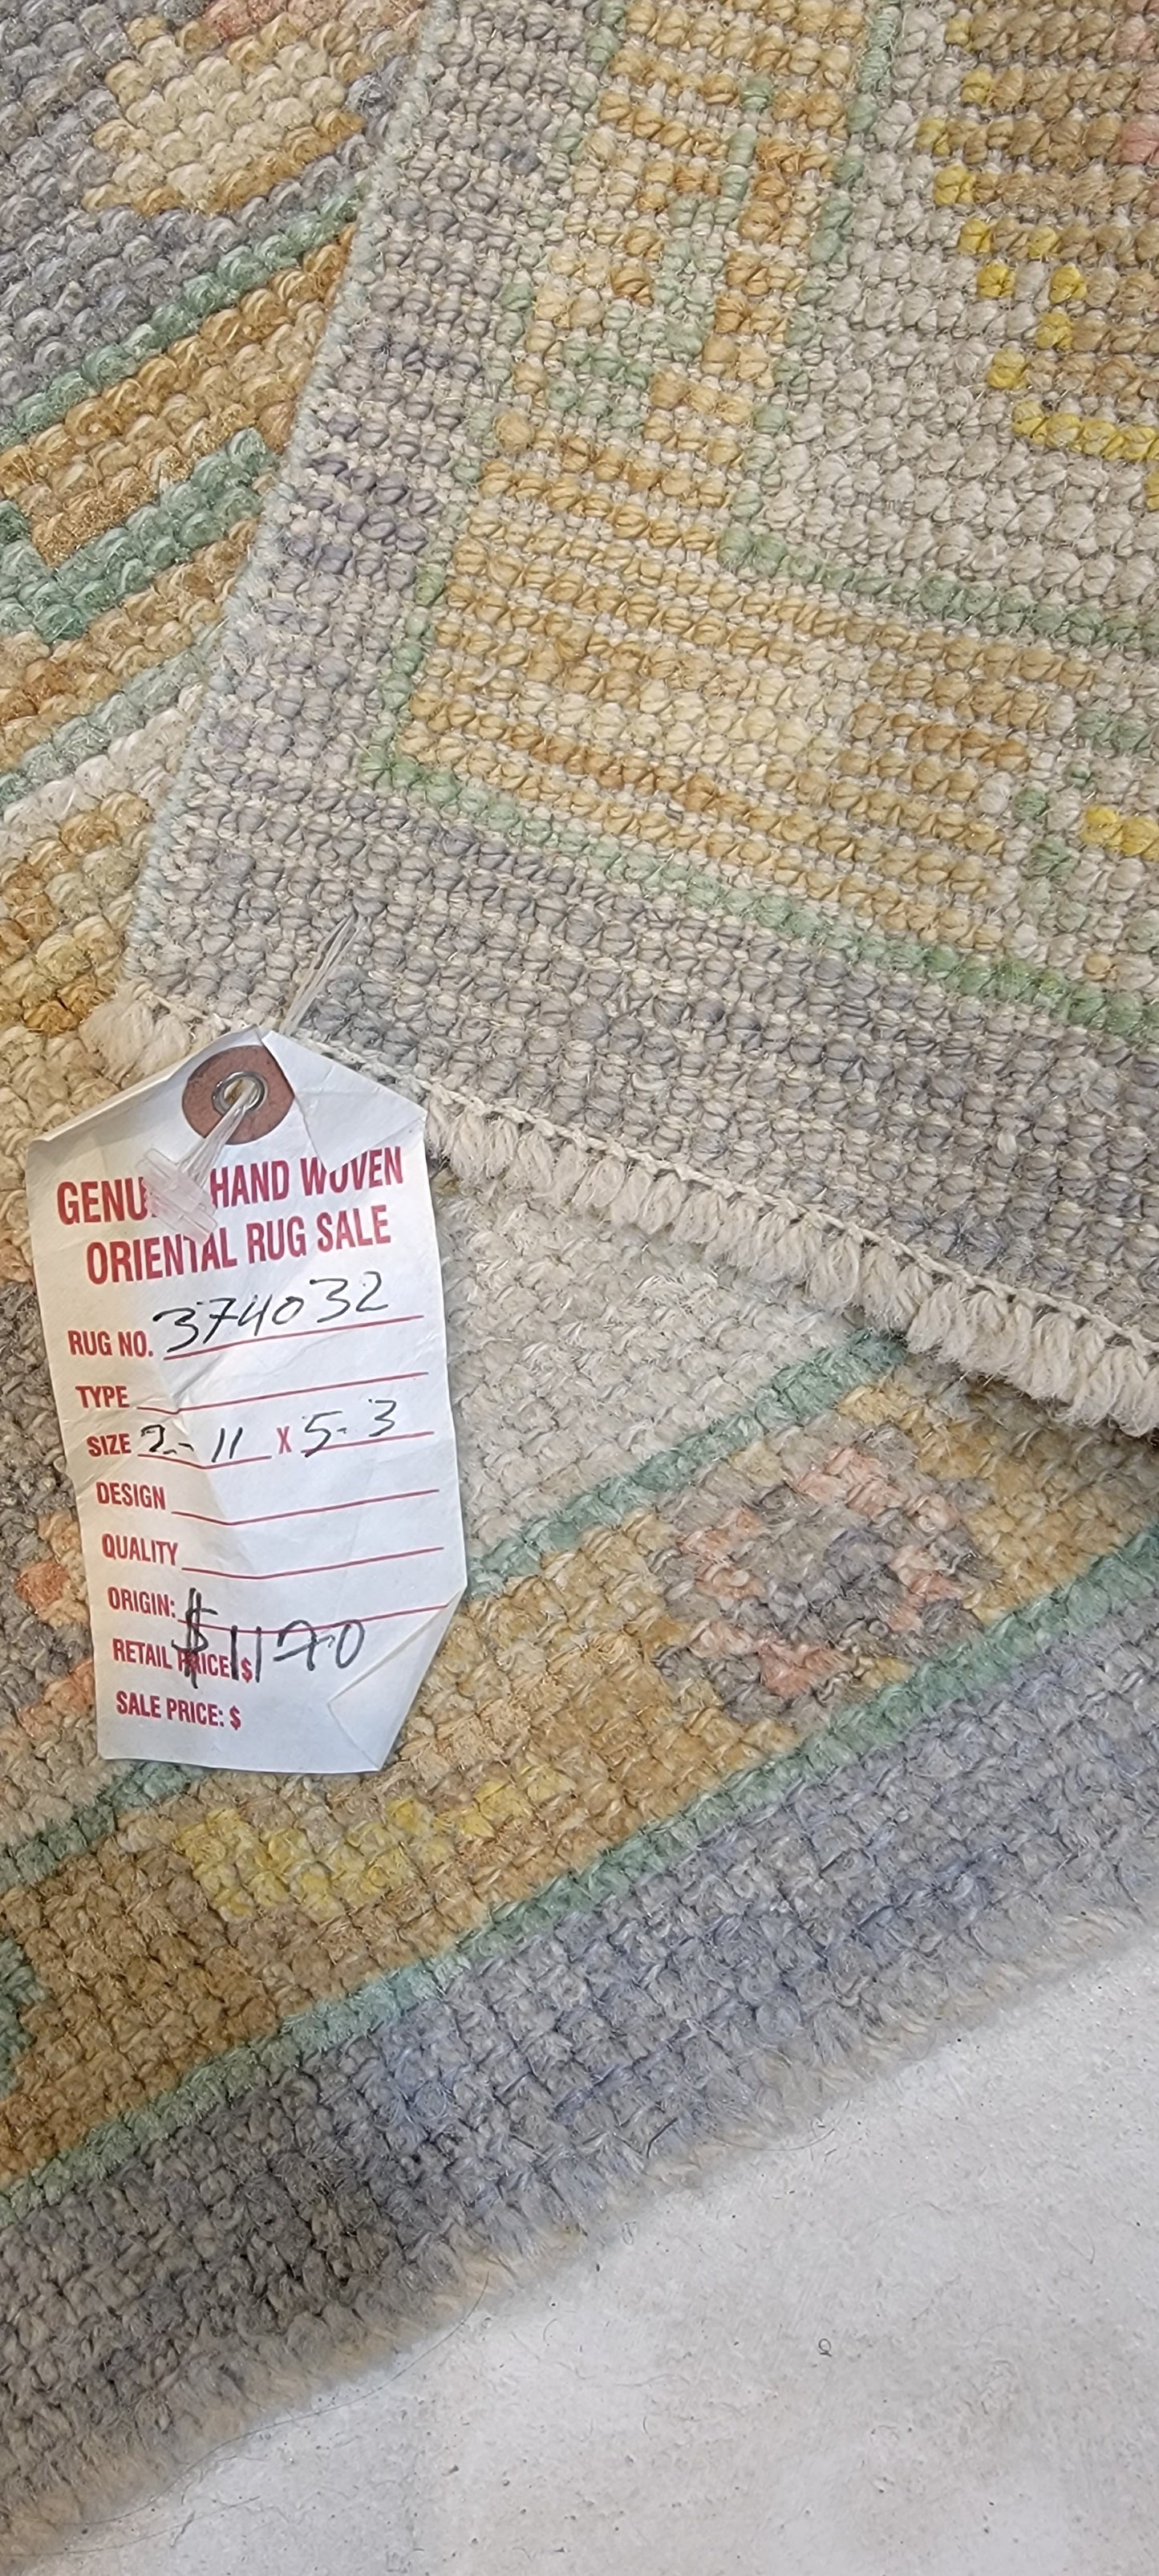 GENU HAND WOVEN
ORIENTAL RUG SALE
RUG NO. 374032
TYPE
SIZE 2-11 X 5-3
DESIGN
QUALITY
ORIGIN:
RETAIL PRICE $ $1170
SALE PRICE: $